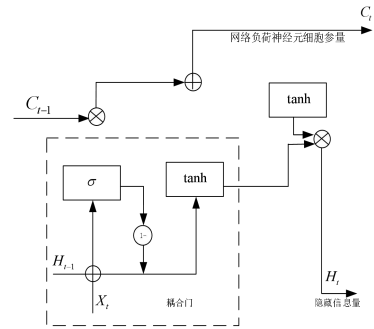 C_t
网络负荷神经元细胞参量
C_{t-1}
tanh
σ
tanh
1-
H_{t-1}
X_t
耦合门
H_t
隐藏信息量